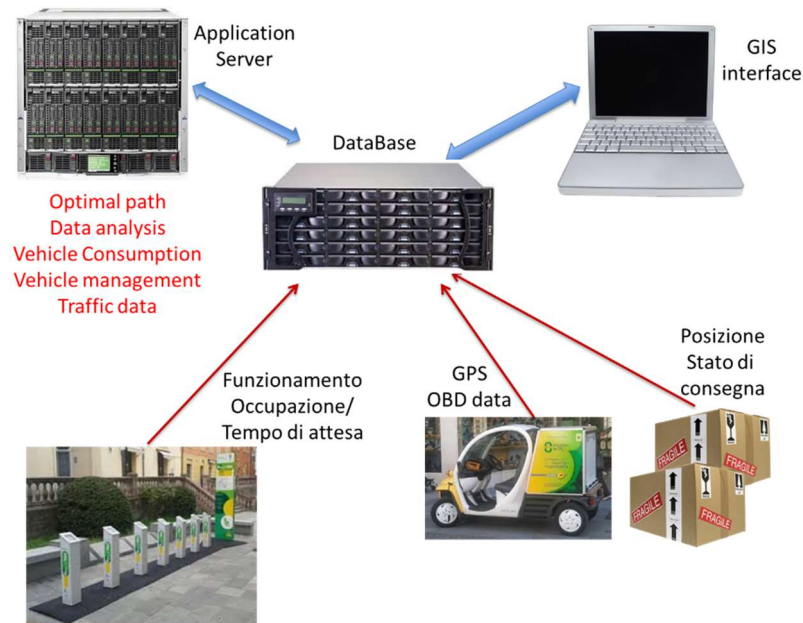 Application
Server
GIS
interface
DataBase
Optimal path
Data analysis
Vehicle Consumption
Vehicle management
Traffic data
Posizione
Stato di
consegna
Funzionamento
Occupazione/
Tempo di attesa
GPS
OBD data
FRAGILE
FRAGILE
FRAGILE
FRAGILE